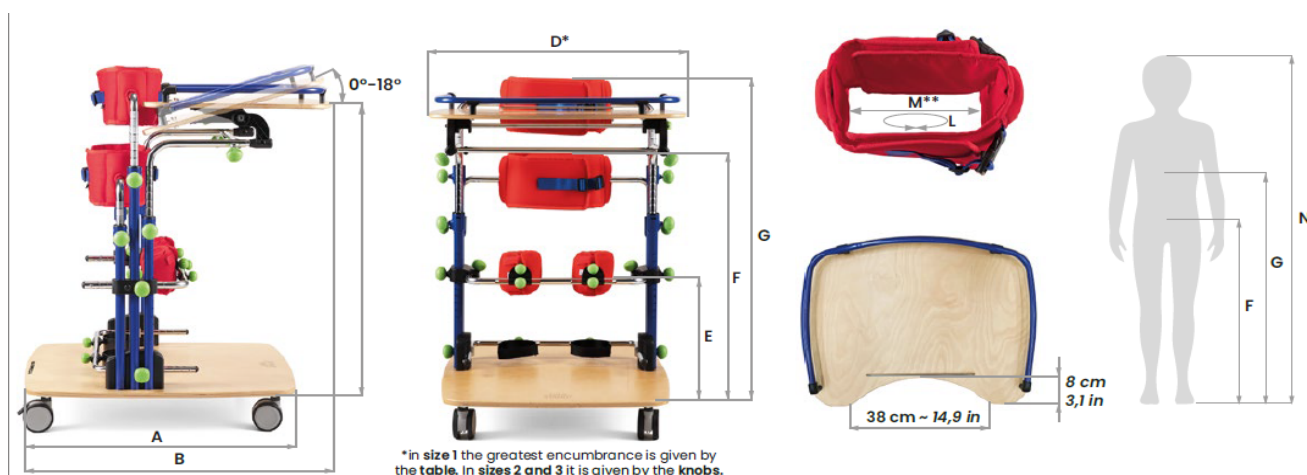 D*
0°-18°
M**
L
N
G
G
F
F
E
8 cm
3,1 in
38 cm ~ 14,9 in
A
B
*in size 1 the greatest encumbrance is given by
the table. In sizes 2 and 3 it is given by the knobs.